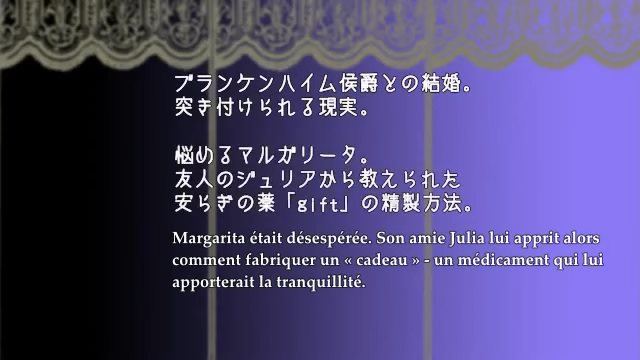 ブランケンハイム侯爵との結婚。
突き付けられる現実。
悩めるマルガリータ。
友人のジュリアから教えられた
安らぎの薬「gift」の精製方法。
Margarita était désespérée. Son amie Julia lui apprit alors
comment fabriquer un « cadeau » - un médicament qui lui
apporterait la tranquillité.